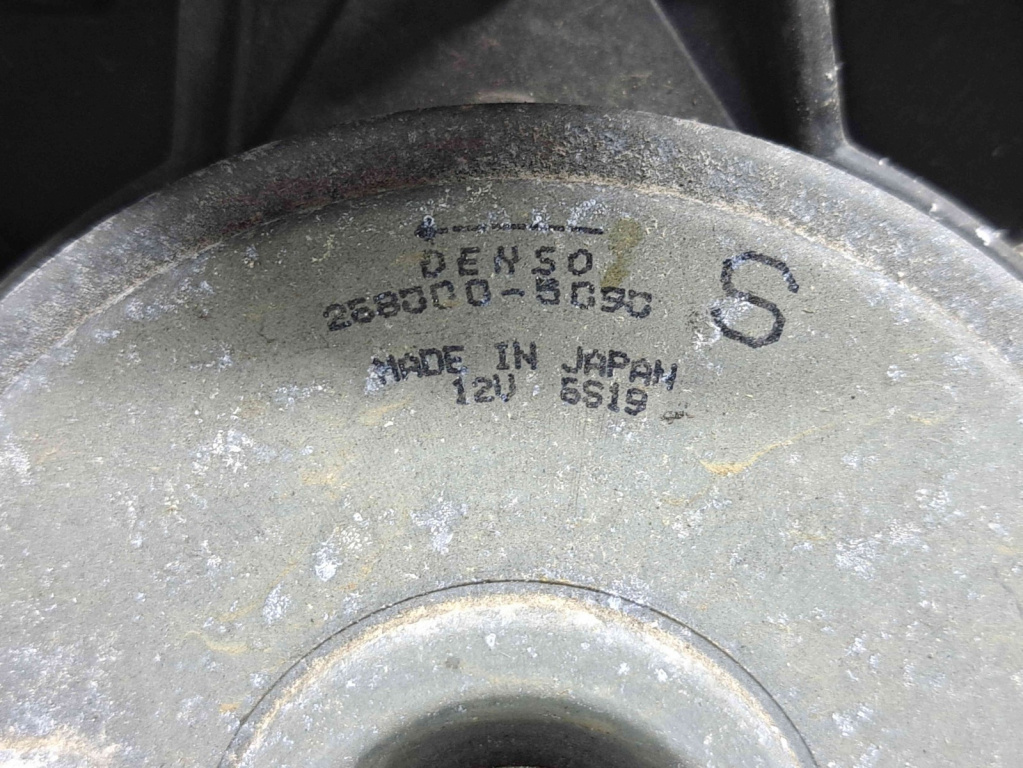 DENSO
268000-5090
S
MADE IN JAPAN
12V 6S19